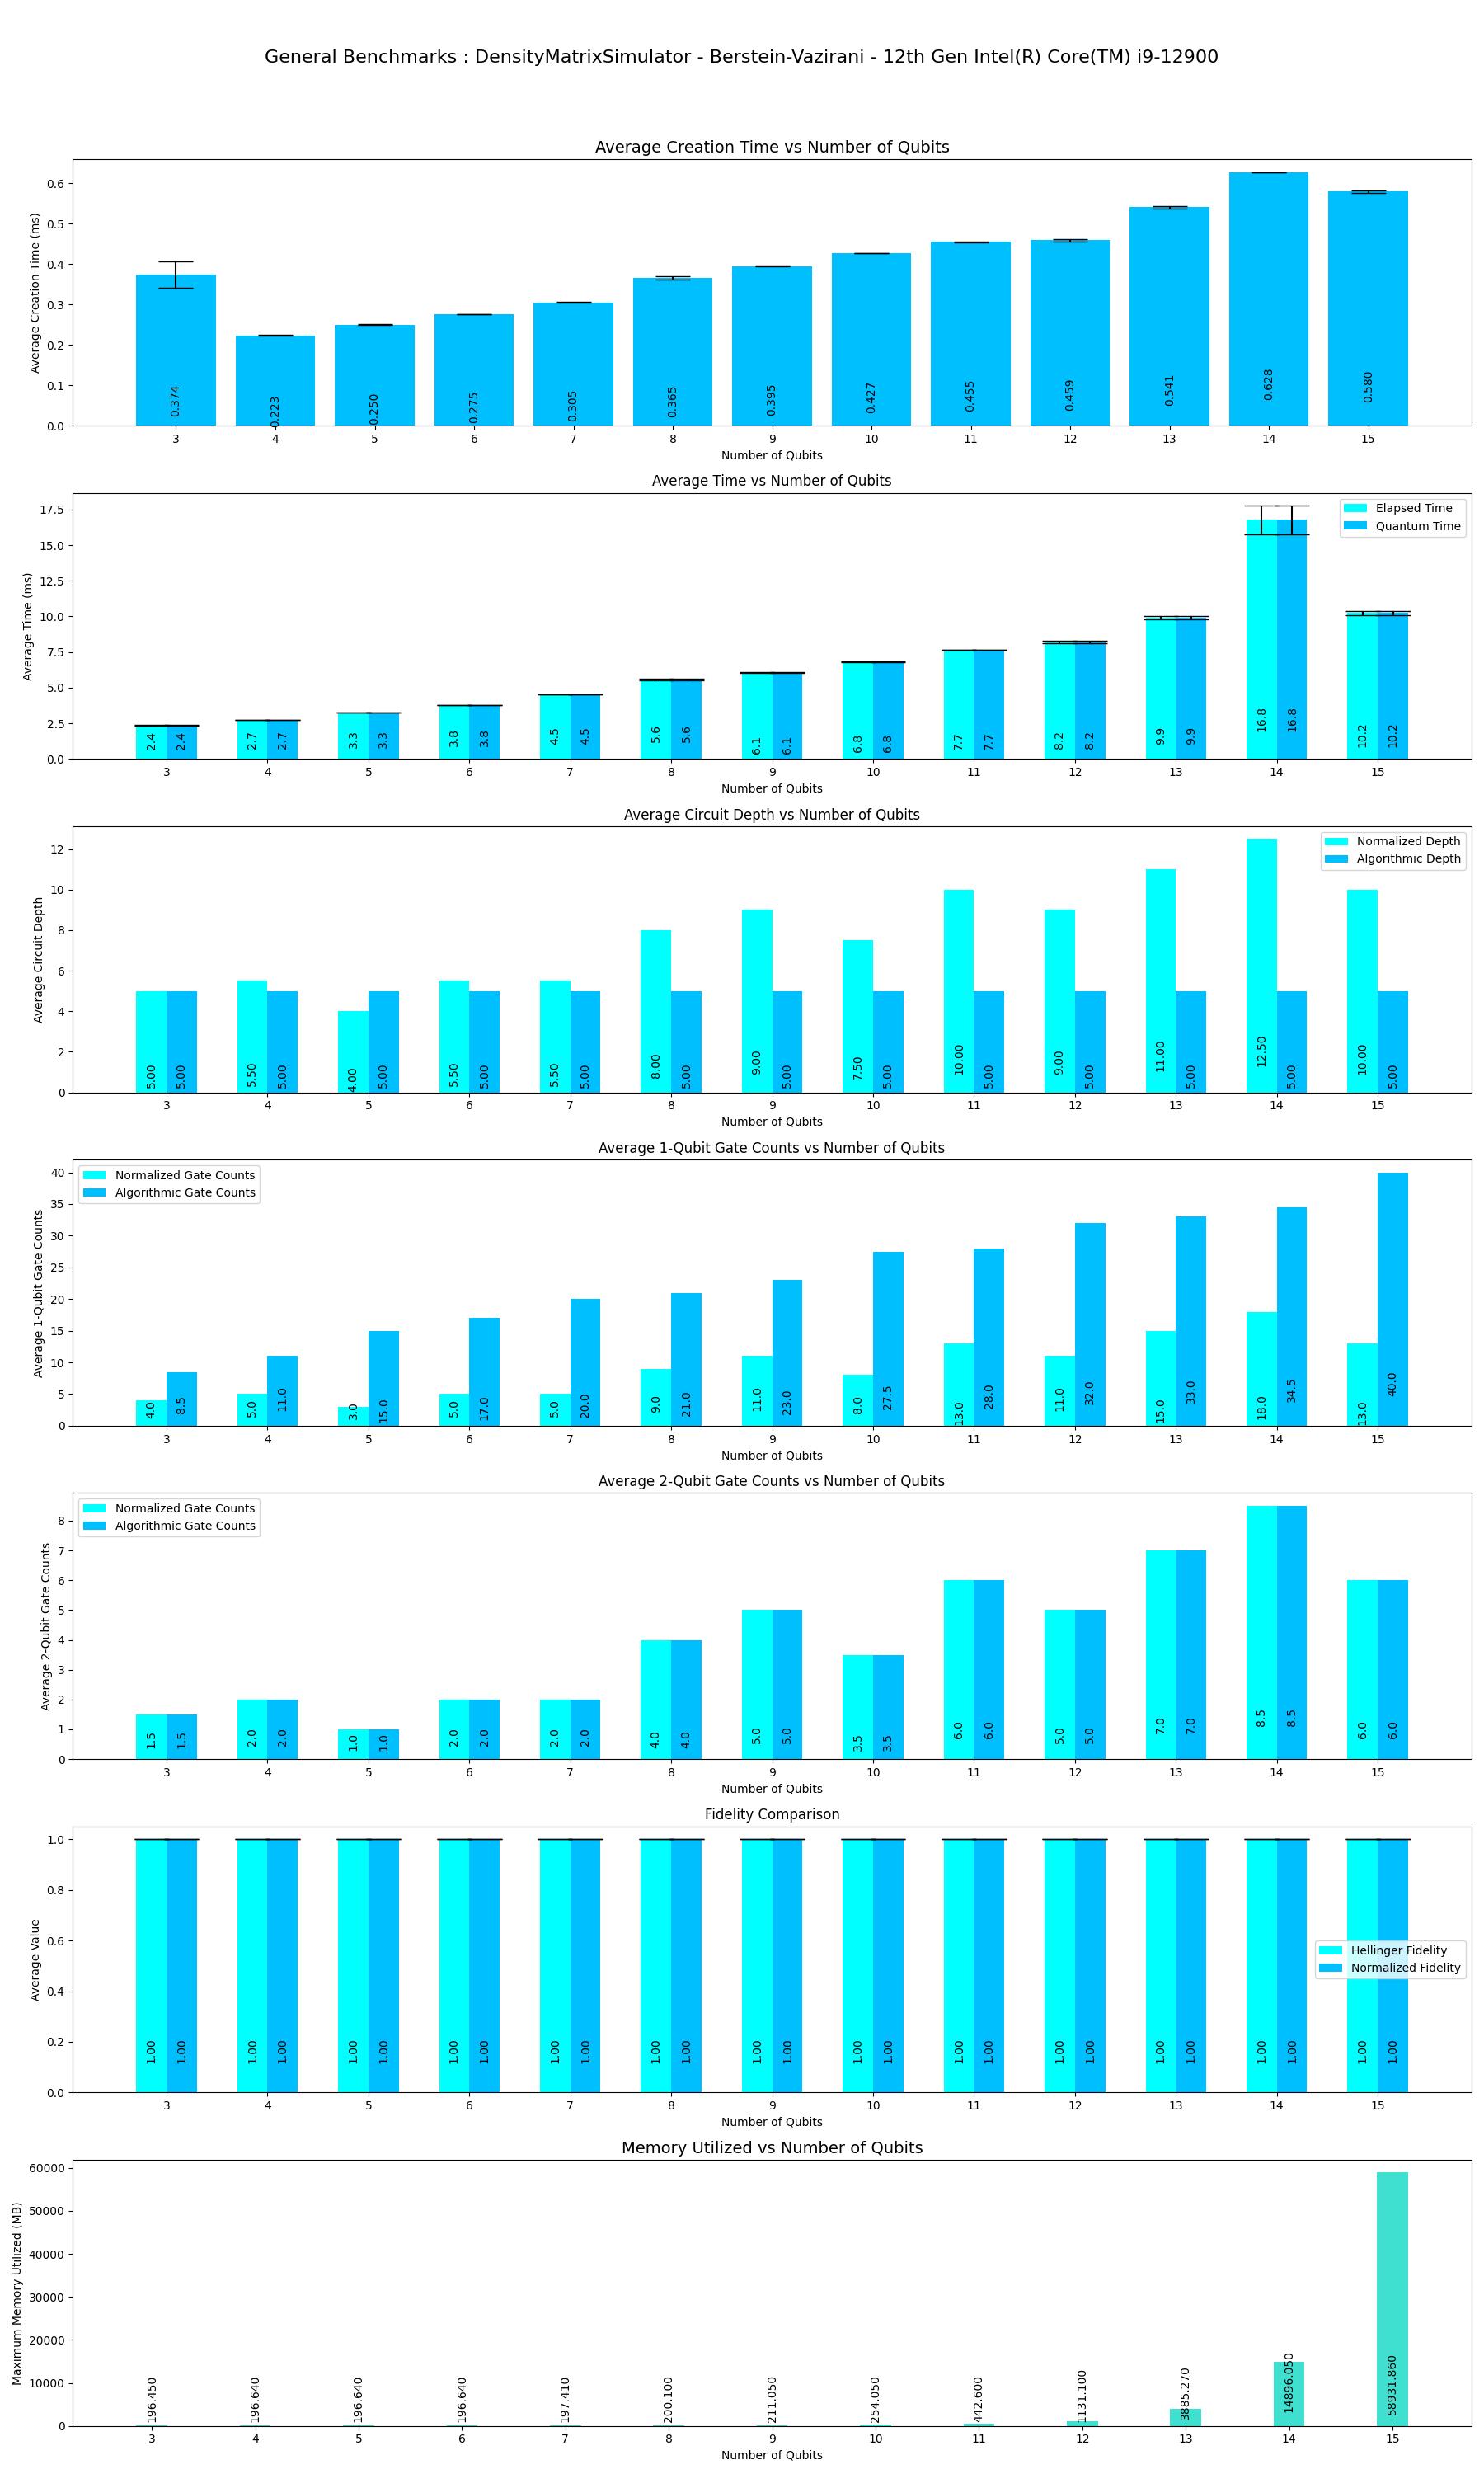 General Benchmarks : DensityMatrixSimulator - Berstein-Vazirani - 12th Gen Intel(R) Core(TM) i9-12900
Average Creation Time vs Number of Qubits
Average Creation Time (ms)
0.6
0.5
0.4
0.3
0.2
0.1
0.0
0.374 0.223 0.250 0.275 0.305 0.365 0.395 0.427 0.455 0.459 0.541 0.628 0.580
3 4 5 6 7 8 9 10 11 12 13 14 15
Number of Qubits
Average Time vs Number of Qubits
Average Time (ms)
Elapsed Time
Quantum Time
17.5
15.0
12.5
10.0
7.5
5.0
2.5
0.0
2.4 2.4 2.7 2.7 3.3 3.3 3.8 3.8 4.5 4.5 5.6 5.6 6.1 6.1 6.8 6.8 7.7 7.7 8.2 8.2 9.9 9.9 16.8 16.8 10.2 10.2
3 4 5 6 7 8 9 10 11 12 13 14 15
Number of Qubits
Average Circuit Depth vs Number of Qubits
Average Circuit Depth
Normalized Depth
Algorithmic Depth
12
10
8
6
4
2
0
5.00 5.00 5.50 5.00 4.00 5.00 5.50 5.00 5.50 5.00 8.00 5.00 9.00 5.00 7.50 5.00 10.00 5.00 9.00 5.00 11.00 5.00 12.50 5.00 10.00 5.00
3 4 5 6 7 8 9 10 11 12 13 14 15
Number of Qubits
Average 1-Qubit Gate Counts vs Number of Qubits
Average 1-Qubit Gate Counts
Normalized Gate Counts
Algorithmic Gate Counts
40
35
30
25
20
15
10
5
0
4.0 8.5 5.0 11.0 3.0 15.0 5.0 17.0 5.0 20.0 9.0 21.0 11.0 23.0 8.0 27.5 13.0 28.0 11.0 32.0 15.0 33.0 18.0 34.5 13.0 40.0
3 4 5 6 7 8 9 10 11 12 13 14 15
Number of Qubits
Average 2-Qubit Gate Counts vs Number of Qubits
Average 2-Qubit Gate Counts
Normalized Gate Counts
Algorithmic Gate Counts
8
7
6
5
4
3
2
1
0
1.5 1.5 2.0 2.0 1.0 1.0 2.0 2.0 2.0 2.0 4.0 4.0 5.0 5.0 3.5 3.5 6.0 6.0 5.0 5.0 7.0 7.0 8.5 8.5 6.0 6.0
3 4 5 6 7 8 9 10 11 12 13 14 15
Number of Qubits
Fidelity Comparison
Average Value
Hellinger Fidelity
Normalized Fidelity
1.0
0.8
0.6
0.4
0.2
0.0
1.00 1.00 1.00 1.00 1.00 1.00 1.00 1.00 1.00 1.00 1.00 1.00 1.00 1.00 1.00 1.00 1.00 1.00 1.00 1.00 1.00 1.00 1.00 1.00 1.00 1.00
3 4 5 6 7 8 9 10 11 12 13 14 15
Number of Qubits
Memory Utilized vs Number of Qubits
Maximum Memory Utilized (MB)
60000
50000
40000
30000
20000
10000
0
196.450 196.640 196.640 196.640 197.410 200.100 211.050 254.050 442.600 1131.100 3885.270 14896.050 58931.860
3 4 5 6 7 8 9 10 11 12 13 14 15
Number of Qubits